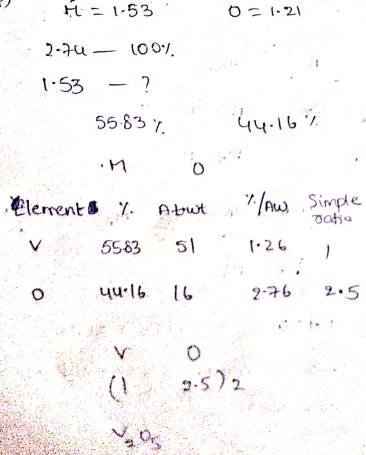 M = 1.53 O = 1.21
2.74 — 100%
1.53 — ?
55.83 % 44.16 %
M O
Element % At.wt %/AW Simple ratio
V 55.83 51 1.26 1
O 44.16 16 2.76 2.5
V O
(1 2.5)2
V2O5